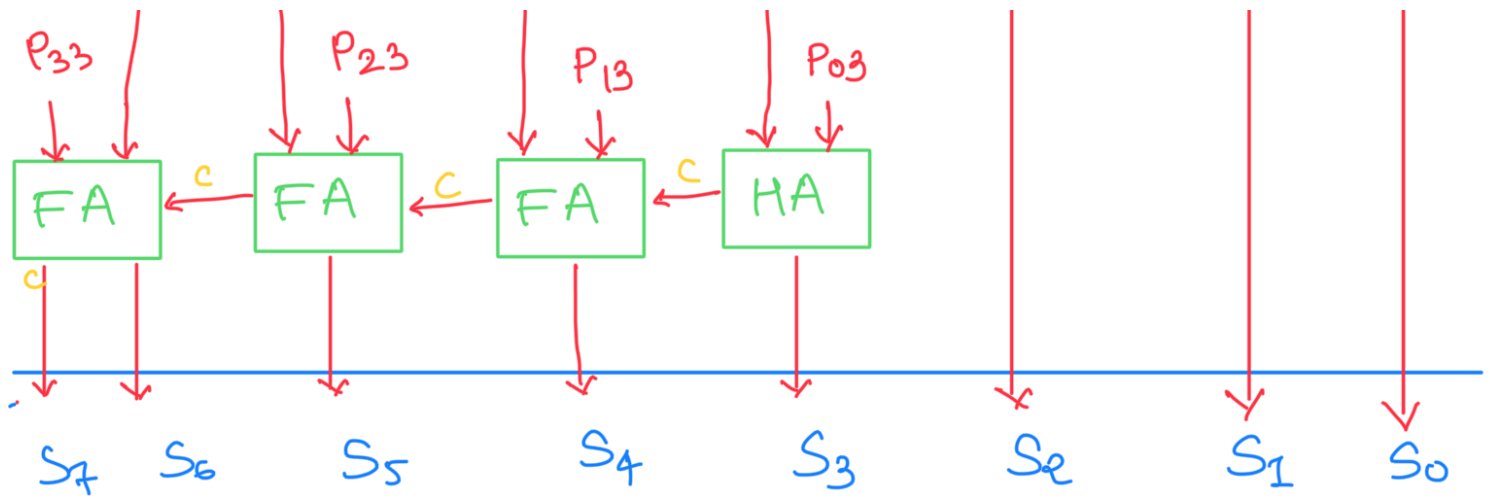 P33 P23 P13 P03
FA C FA C FA C HA
C
S7 S6 S5 S4 S3 S2 S1 S0